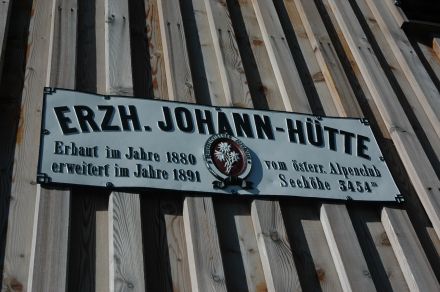 ERZH. JOHANN-HÜTTE
Erbaut im Jahre 1880 vom österr. Alpenclub
erweitert im Jahre 1891 Seehöhe 3454m